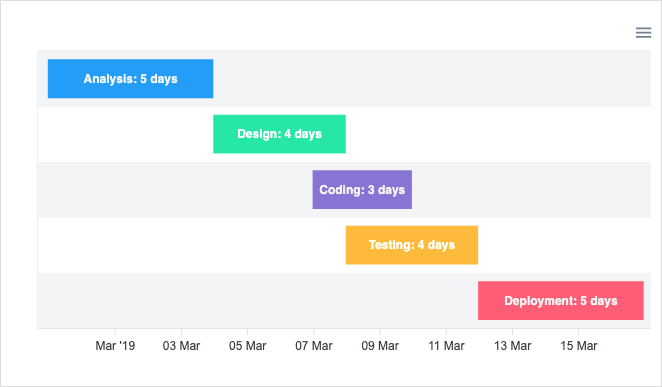 Analysis: 5 days
Design: 4 days
Coding: 3 days
Testing: 4 days
Deployment: 5 days
Mar '19 03 Mar 05 Mar 07 Mar 09 Mar 11 Mar 13 Mar 15 Mar